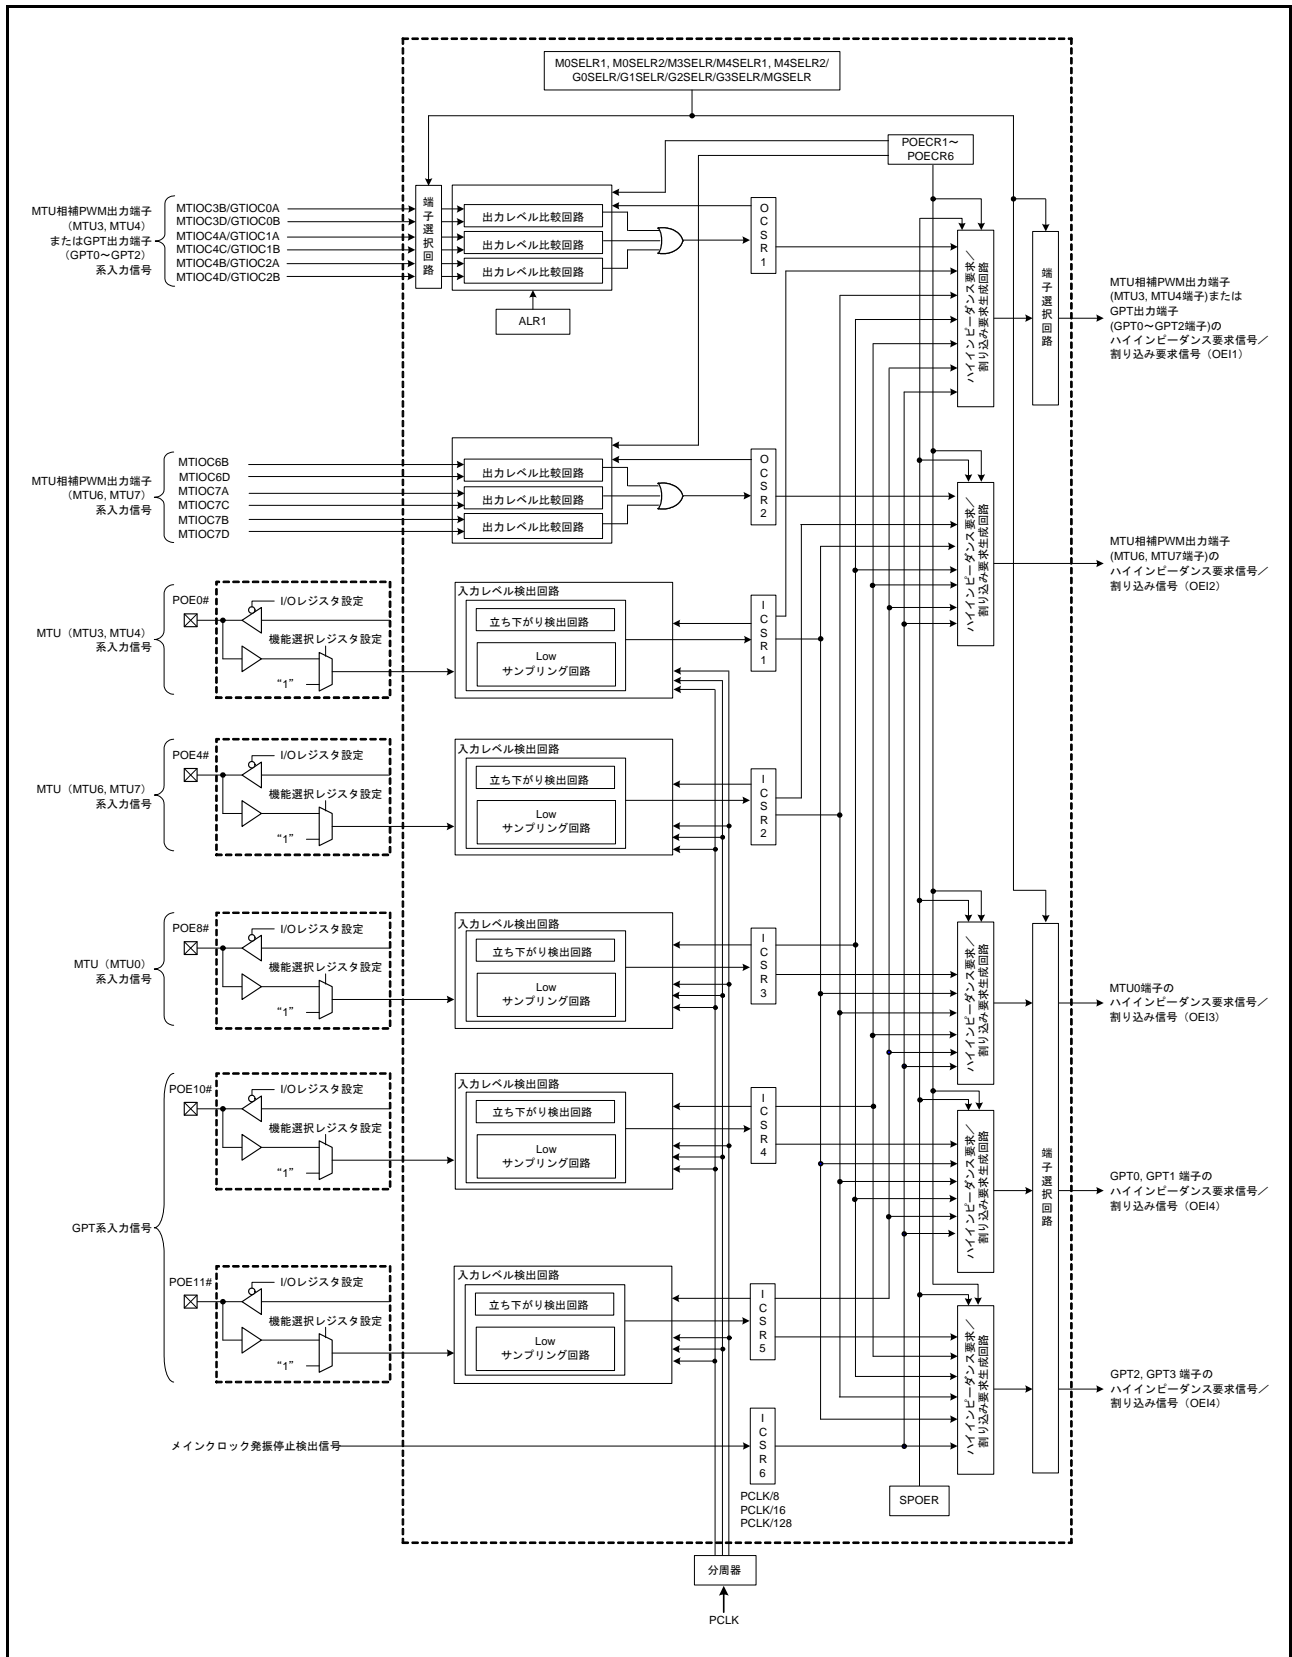 M0SELR1, M0SELR2/M3SELR/M4SELR1, M4SELR2/
G0SELR/G1SELR/G2SELR/G3SELR/MGSELR
POECR1～
POECR6
MTU相補PWM出力端子
（MTU3, MTU4）
またはGPT出力端子
（GPT0～GPT2）
系入力信号
MTIOC3B/GTIOC0A
MTIOC3D/GTIOC0B
MTIOC4A/GTIOC1A
MTIOC4C/GTIOC1B
MTIOC4B/GTIOC2A
MTIOC4D/GTIOC2B
端子選択回路
出力レベル比較回路
出力レベル比較回路
出力レベル比較回路
ALR1
OCSR1
ハイインピーダンス要求／
割り込み要求生成回路
端子選択回路
MTU相補PWM出力端子
(MTU3, MTU4端子)または
GPT出力端子
(GPT0～GPT2端子)の
ハイインピーダンス要求信号／
割り込み要求信号（OEI1）
MTU相補PWM出力端子
（MTU6, MTU7）
系入力信号
MTIOC6B
MTIOC6D
MTIOC7A
MTIOC7C
MTIOC7B
MTIOC7D
出力レベル比較回路
出力レベル比較回路
出力レベル比較回路
OCSR2
ハイインピーダンス要求／
割り込み要求生成回路
MTU相補PWM出力端子
(MTU6, MTU7端子)の
ハイインピーダンス要求信号／
割り込み信号（OEI2）
MTU（MTU3, MTU4）
系入力信号
POE0#
I/Oレジスタ設定
機能選択レジスタ設定
“1”
入力レベル検出回路
立ち下がり検出回路
Low
サンプリング回路
ICSR1
MTU（MTU6, MTU7）
系入力信号
POE4#
I/Oレジスタ設定
機能選択レジスタ設定
“1”
入力レベル検出回路
立ち下がり検出回路
Low
サンプリング回路
ICSR2
MTU（MTU0）
系入力信号
POE8#
I/Oレジスタ設定
機能選択レジスタ設定
“1”
入力レベル検出回路
立ち下がり検出回路
Low
サンプリング回路
ICSR3
ハイインピーダンス要求／
割り込み要求生成回路
端子選択回路
MTU0端子の
ハイインピーダンス要求信号／
割り込み信号（OEI3）
GPT系入力信号
POE10#
I/Oレジスタ設定
機能選択レジスタ設定
“1”
入力レベル検出回路
立ち下がり検出回路
Low
サンプリング回路
ICSR4
ハイインピーダンス要求／
割り込み要求生成回路
GPT0, GPT1 端子の
ハイインピーダンス要求信号／
割り込み信号（OEI4）
POE11#
I/Oレジスタ設定
機能選択レジスタ設定
“1”
入力レベル検出回路
立ち下がり検出回路
Low
サンプリング回路
ICSR5
ハイインピーダンス要求／
割り込み要求生成回路
GPT2, GPT3 端子の
ハイインピーダンス要求信号／
割り込み信号（OEI4）
メインクロック発振停止検出信号
ICSR6
PCLK/8
PCLK/16
PCLK/128
SPOER
分周器
PCLK